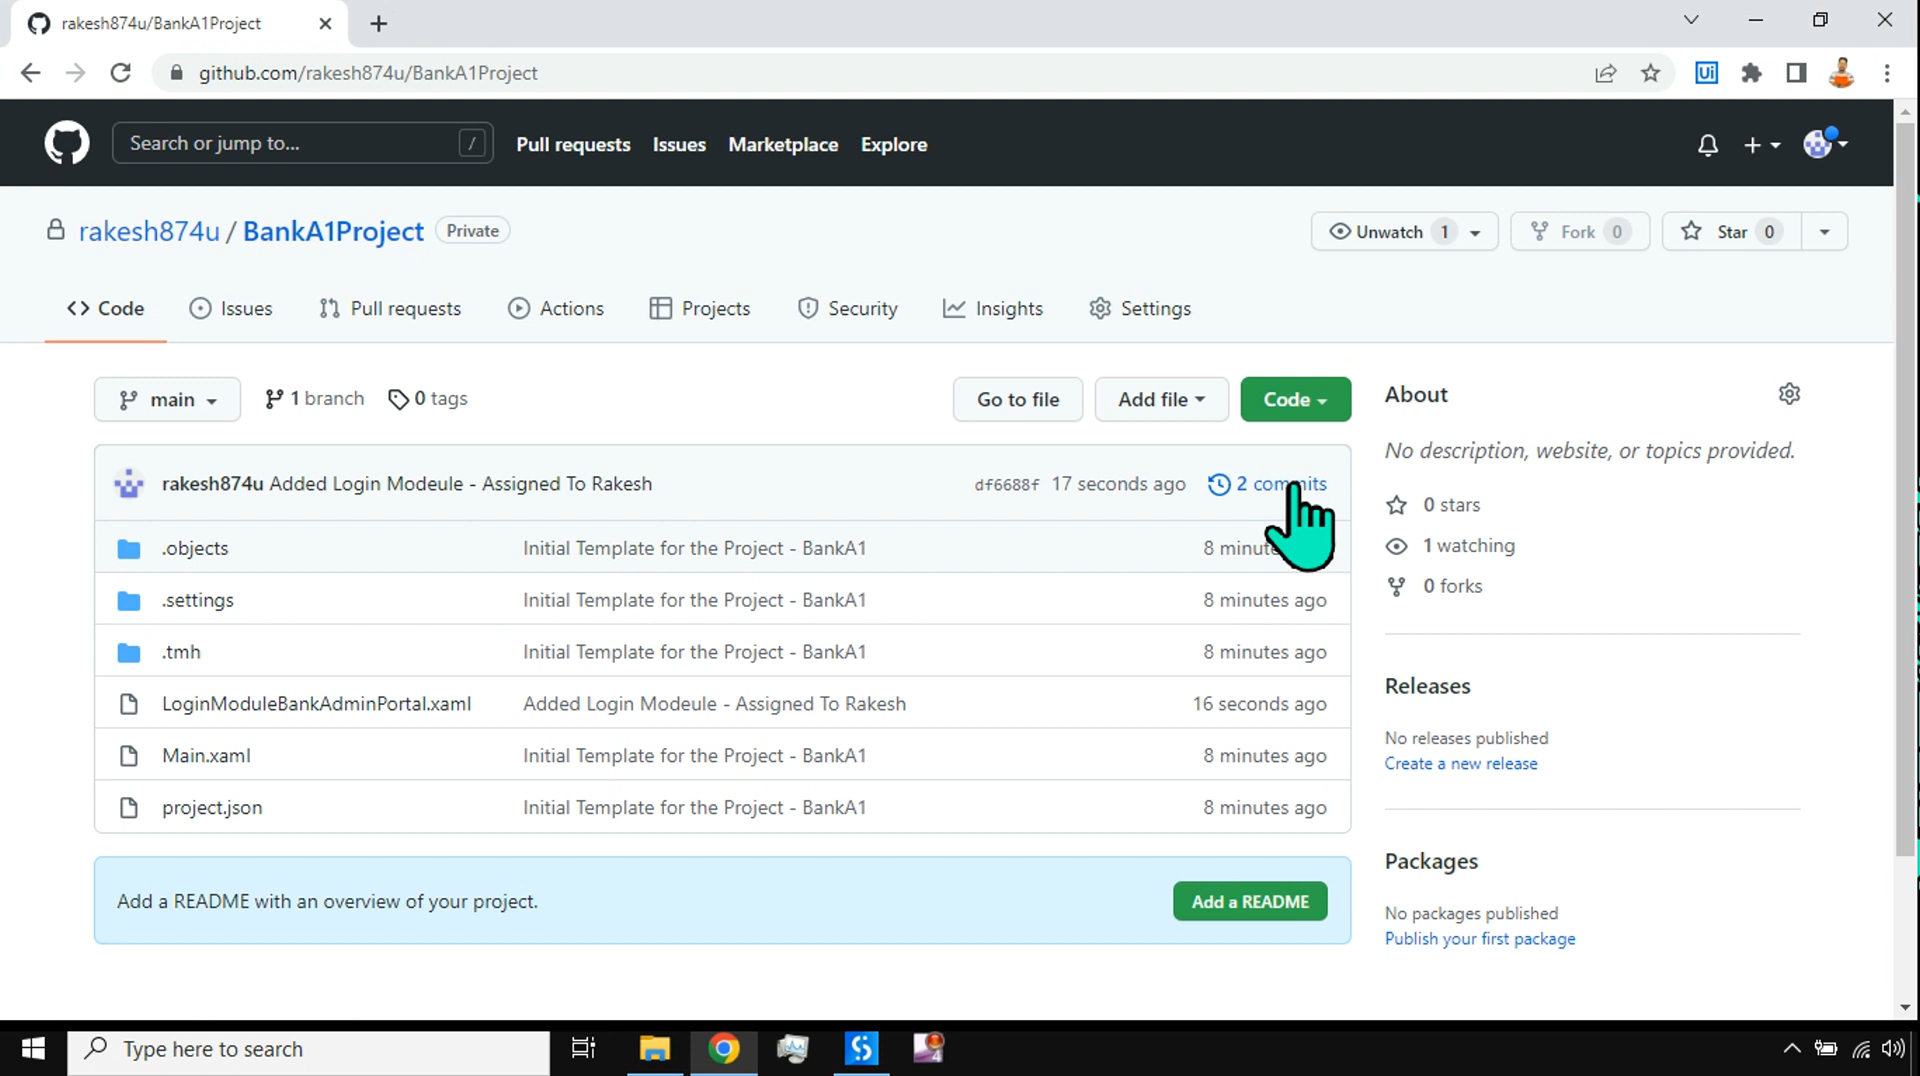 rakesh874u/BankA1Project
github.com/rakesh874u/BankA1Project
Ui
Search or jump to... /
Pull requests Issues Marketplace Explore
rakesh874u / BankA1Project Private
Unwatch 1 Fork 0 Star 0
Code Issues Pull requests Actions Projects Security Insights Settings
main 1 branch 0 tags Go to file Add file Code
rakesh874u Added Login Modeule - Assigned To Rakesh df6688f 17 seconds ago 2 commits
.objects Initial Template for the Project - BankA1 8
.settings Initial Template for the Project - BankA1 8 minutes ago
.tmh Initial Template for the Project - BankA1 8 minutes ago
LoginModuleBankAdminPortal.xaml Added Login Modeule - Assigned To Rakesh 16 seconds ago
Main.xaml Initial Template for the Project - BankA1 8 minutes ago
project.json Initial Template for the Project - BankA1 8 minutes ago
Add a README with an overview of your project. Add a README
About
No description, website, or topics provided.
0 stars
1 watching
0 forks
Releases
No releases published
Create a new release
Packages
No packages published
Publish your first package
Type here to search
4